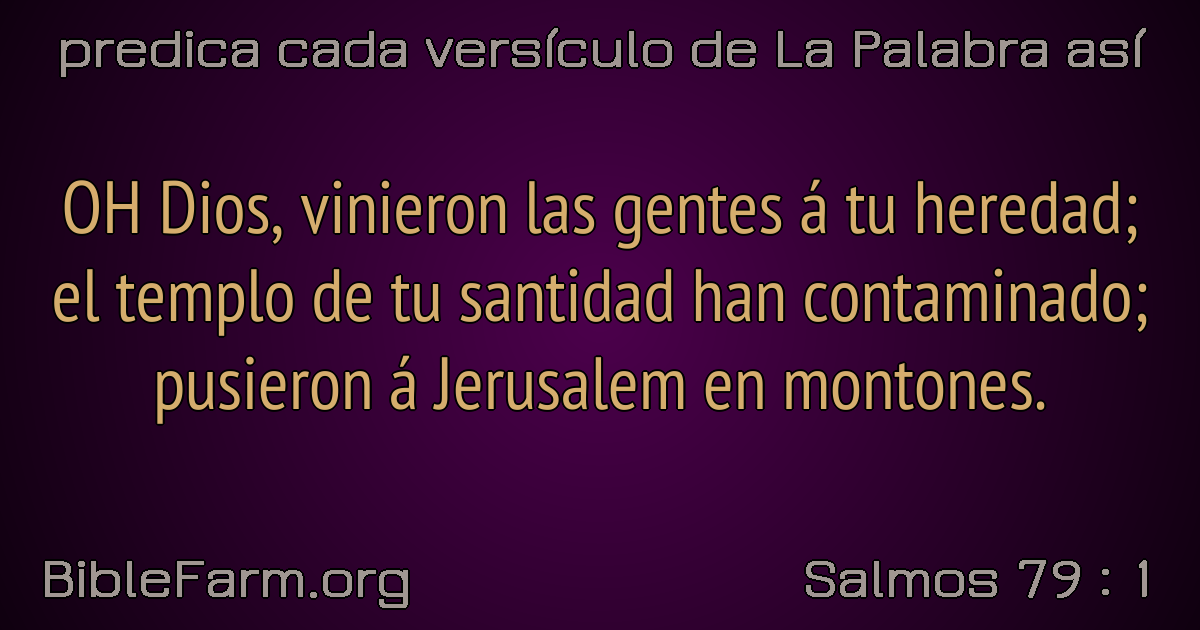 predica cada versículo de La Palabra así
OH Dios, vinieron las gentes á tu heredad;
el templo de tu santidad han contaminado;
pusieron á Jerusalem en montones.
BibleFarm.org
Salmos 79 : 1